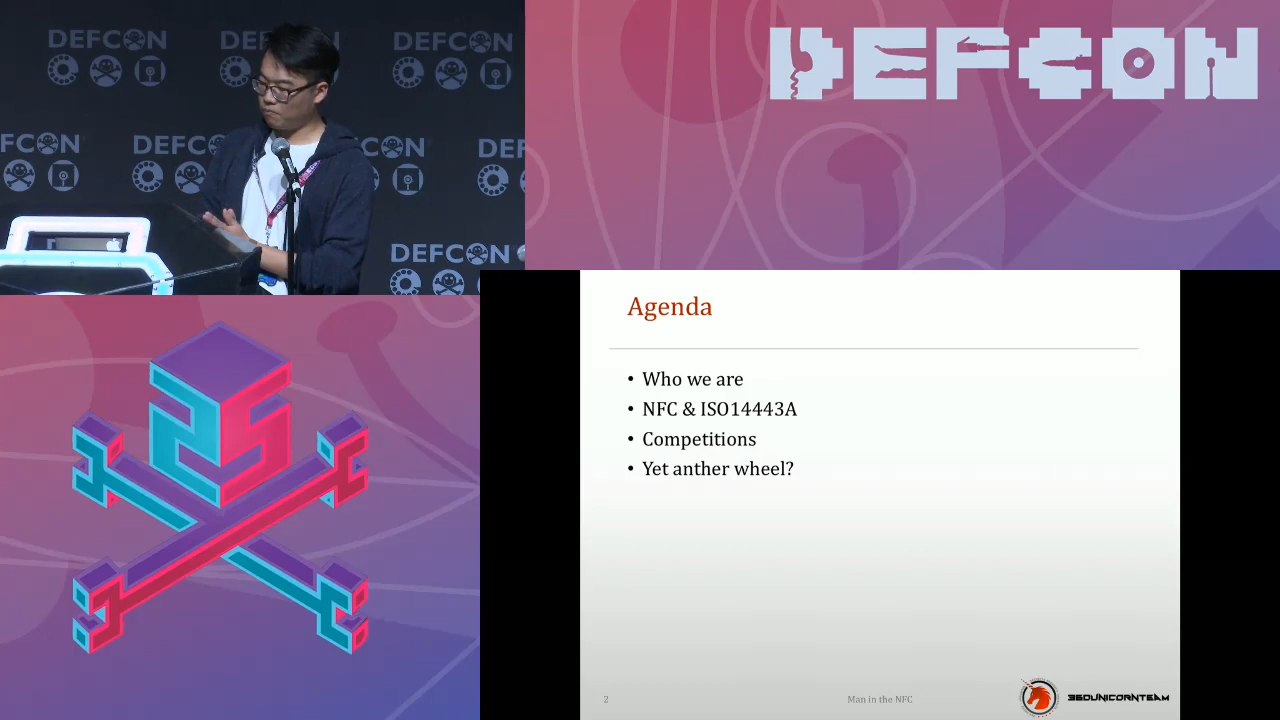 DEFCON DEFCON DEFCON
DEFCON DEFCON DEF
DEFCON
DEFCON
Agenda
• Who we are
• NFC & ISO14443A
• Competitions
• Yet anther wheel?
2
Man in the NFC
360UNICORNTEAM